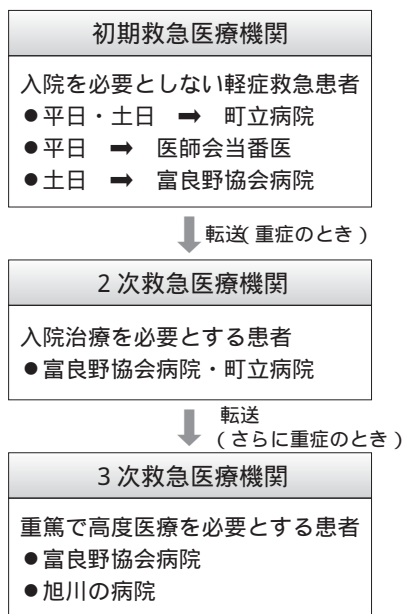 初期救急医療機関
入院を必要としない軽症救急患者
●平日・土日 ➡ 町立病院
●平日 ➡ 医師会当番医
●土日 ➡ 富良野協会病院
転送(重症のとき)
2次救急医療機関
入院治療を必要とする患者
●富良野協会病院・町立病院
転送
(さらに重症のとき)
3次救急医療機関
重篤で高度医療を必要とする患者
●富良野協会病院
●旭川の病院